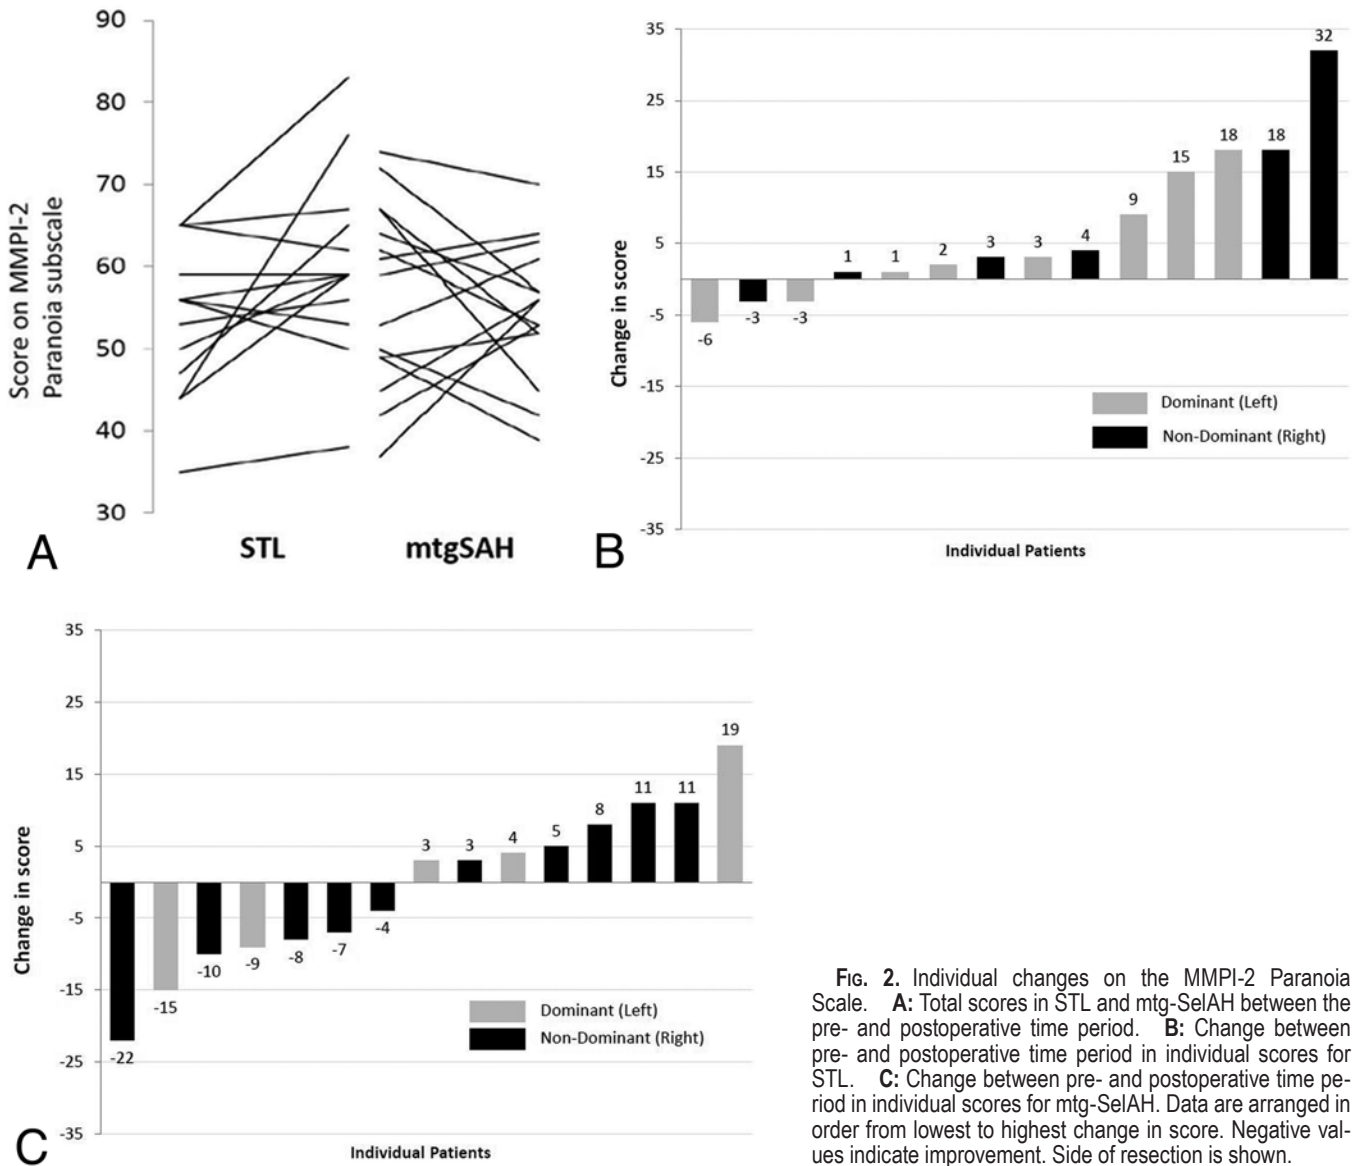 90
80
70
60
50
40
30
Score on MMPI-2
Paranoia subscale
STL
mtgSAH
A
35
25
15
5
-5
-15
-25
-35
Change in score
-6
-3
-3
1
1
2
3
3
4
9
15
18
18
32
Dominant (Left)
Non-Dominant (Right)
Individual Patients
B
35
25
15
5
-5
-15
-25
-35
Change in score
-22
-15
-10
-9
-8
-7
-4
3
3
4
5
8
11
11
19
Dominant (Left)
Non-Dominant (Right)
Individual Patients
C
FIG. 2. Individual changes on the MMPI-2 Paranoia
Scale. A: Total scores in STL and mtg-SelAH between the
pre- and postoperative time period. B: Change between
pre- and postoperative time period in individual scores for
STL. C: Change between pre- and postoperative time pe-
riod in individual scores for mtg-SelAH. Data are arranged in
order from lowest to highest change in score. Negative val-
ues indicate improvement. Side of resection is shown.